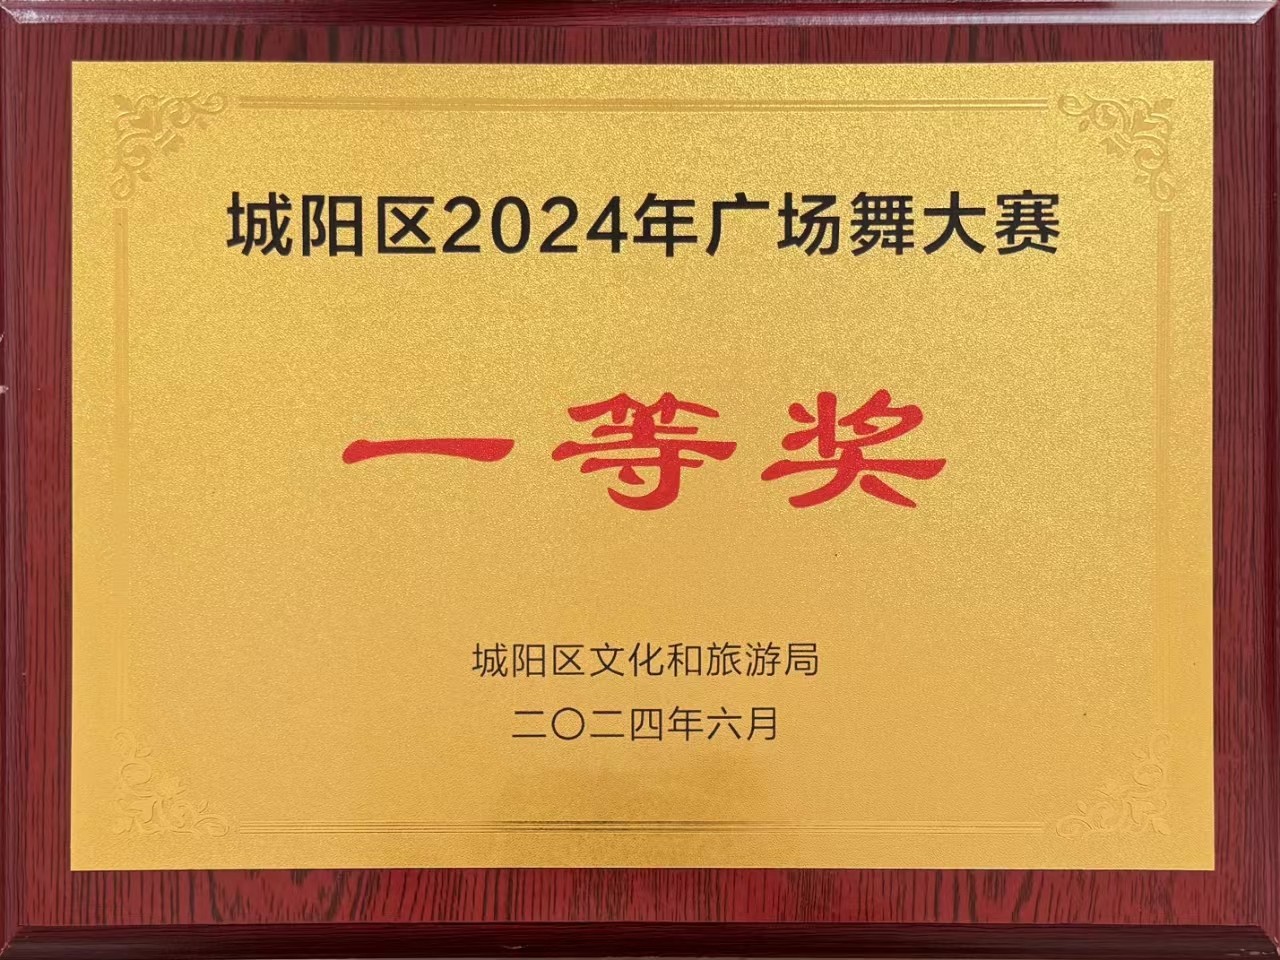 城阳区2024年广场舞大赛
一等奖
城阳区文化和旅游局
二〇二四年六月